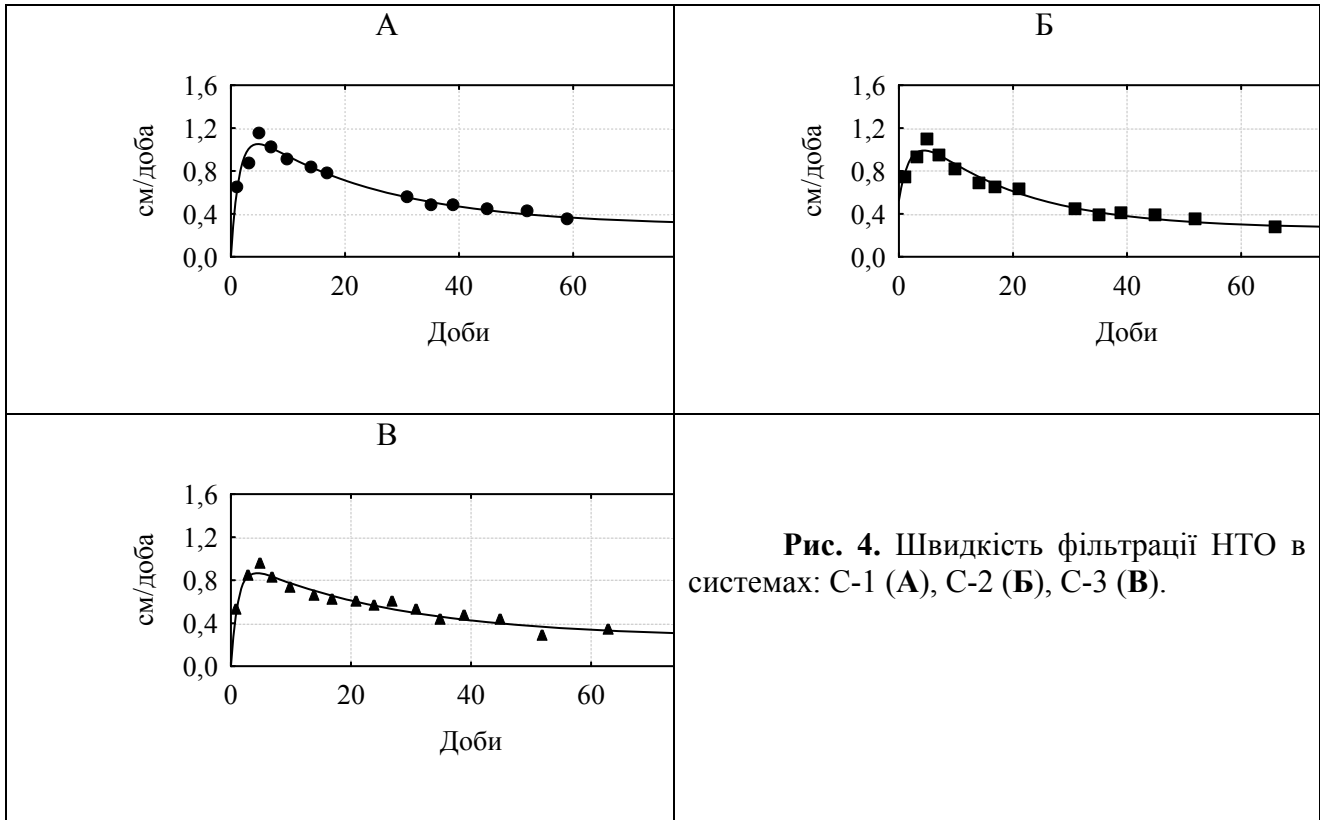 А
1,6
1,2
0,8
0,4
0,0
см/доба
0 20 40 60
Доби
Б
1,6
1,2
0,8
0,4
0,0
см/доба
0 20 40 60
Доби
В
1,6
1,2
0,8
0,4
0,0
см/доба
0 20 40 60
Доби
Рис. 4. Швидкість фільтрації НТО в
системах: С-1 (А), С-2 (Б), С-3 (В).